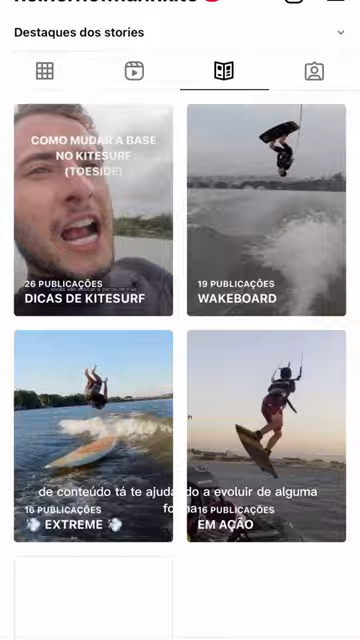 Destaques dos stories
COMO MUDAR A BASE
NO KITESURF
(TOESIDE)
26 PUBLICAÇÕES
DICAS DE KITESURF
19 PUBLICAÇÕES
WAKEBOARD
de conteúdo tá te ajudando a evoluir de alguma
forma
16 PUBLICAÇÕES
💨 EXTREME 💨
16 PUBLICAÇÕES
EM AÇÃO